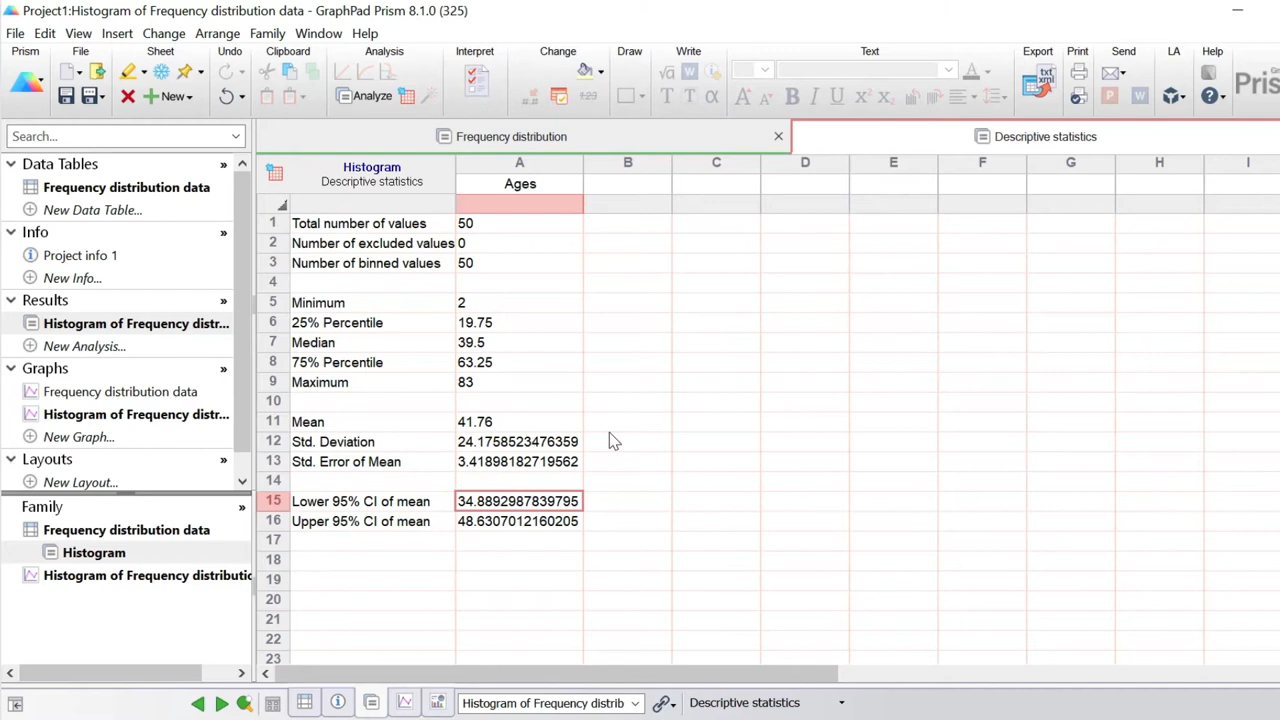 Project1:Histogram of Frequency distribution data - GraphPad Prism 8.1.0 (325)
File Edit View Insert Change Arrange Family Window Help
Prism File Sheet Undo Clipboard Analysis Interpret Change Draw Write Text Export Print Send LA Help
New Analyze Pris
Search...
Frequency distribution
Descriptive statistics
Data Tables »
Frequency distribution data
New Data Table...
Info »
Project info 1
New Info...
Results »
Histogram of Frequency distr...
New Analysis...
Graphs »
Frequency distribution data
Histogram of Frequency distr...
New Graph...
Layouts »
New Layout...
Family »
Frequency distribution data
Histogram
Histogram of Frequency distributio
Histogram
Descriptive statistics
A B C D E F G H I
Ages
1 Total number of values 50
2 Number of excluded values 0
3 Number of binned values 50
4
5 Minimum 2
6 25% Percentile 19.75
7 Median 39.5
8 75% Percentile 63.25
9 Maximum 83
10
11 Mean 41.76
12 Std. Deviation 24.1758523476359
13 Std. Error of Mean 3.41898182719562
14
15 Lower 95% CI of mean 34.8892987839795
16 Upper 95% CI of mean 48.6307012160205
17
18
19
20
21
22
23
Histogram of Frequency distrib
Descriptive statistics